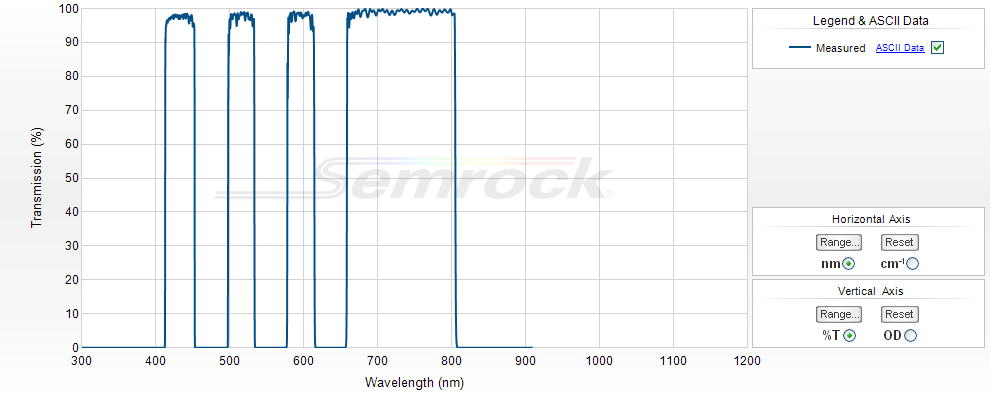 Transmission (%)
100
90
80
70
60
50
40
30
20
10
0
300 400 500 600 700 800 900 1000 1100 1200
Wavelength (nm)
Semrock®
Legend & ASCII Data
Measured ASCII Data
Horizontal Axis
Range... Reset
nm cm-1
Vertical Axis
Range... Reset
%T OD